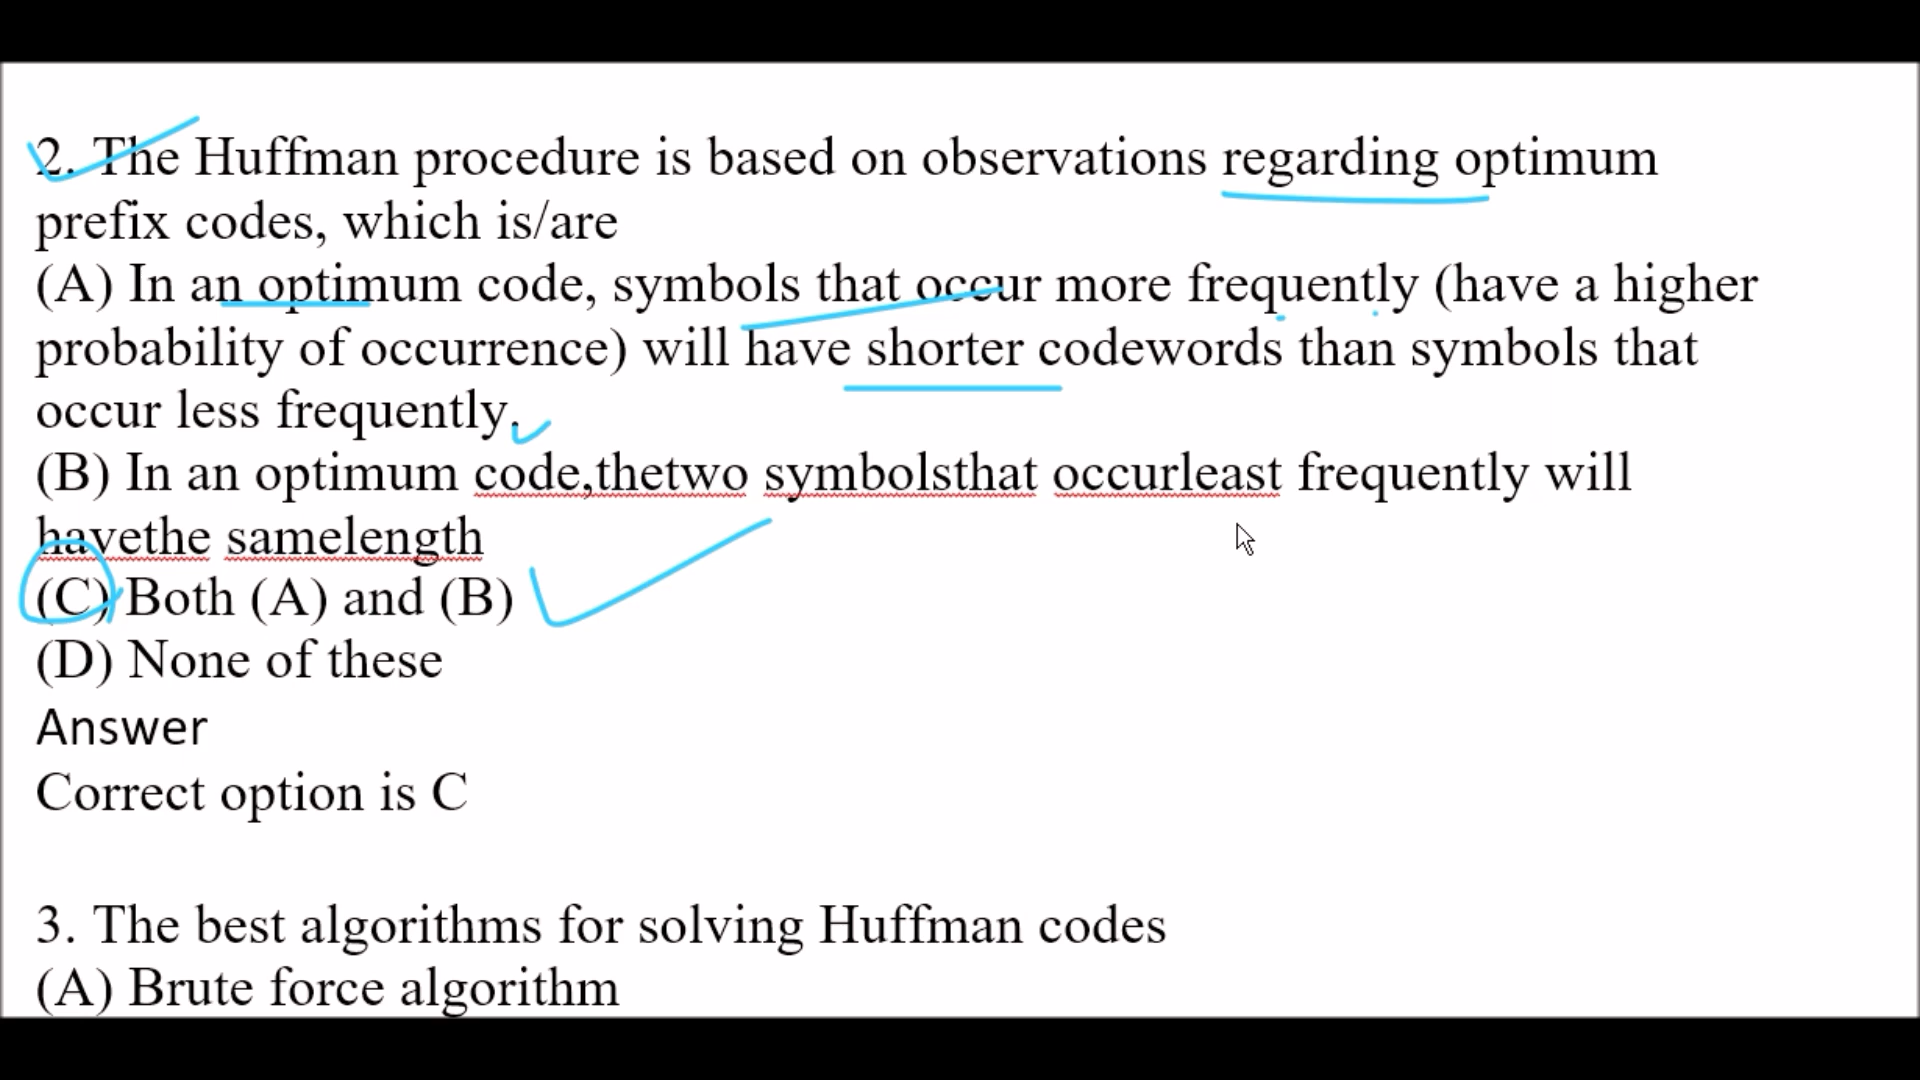 2. The Huffman procedure is based on observations regarding optimum
prefix codes, which is/are
(A) In an optimum code, symbols that occur more frequently (have a higher
probability of occurrence) will have shorter codewords than symbols that
occur less frequently.
(B) In an optimum code,thetwo symbolsthat occurleast frequently will
havethe samelength
(C) Both (A) and (B)
(D) None of these
Answer
Correct option is C
3. The best algorithms for solving Huffman codes
(A) Brute force algorithm